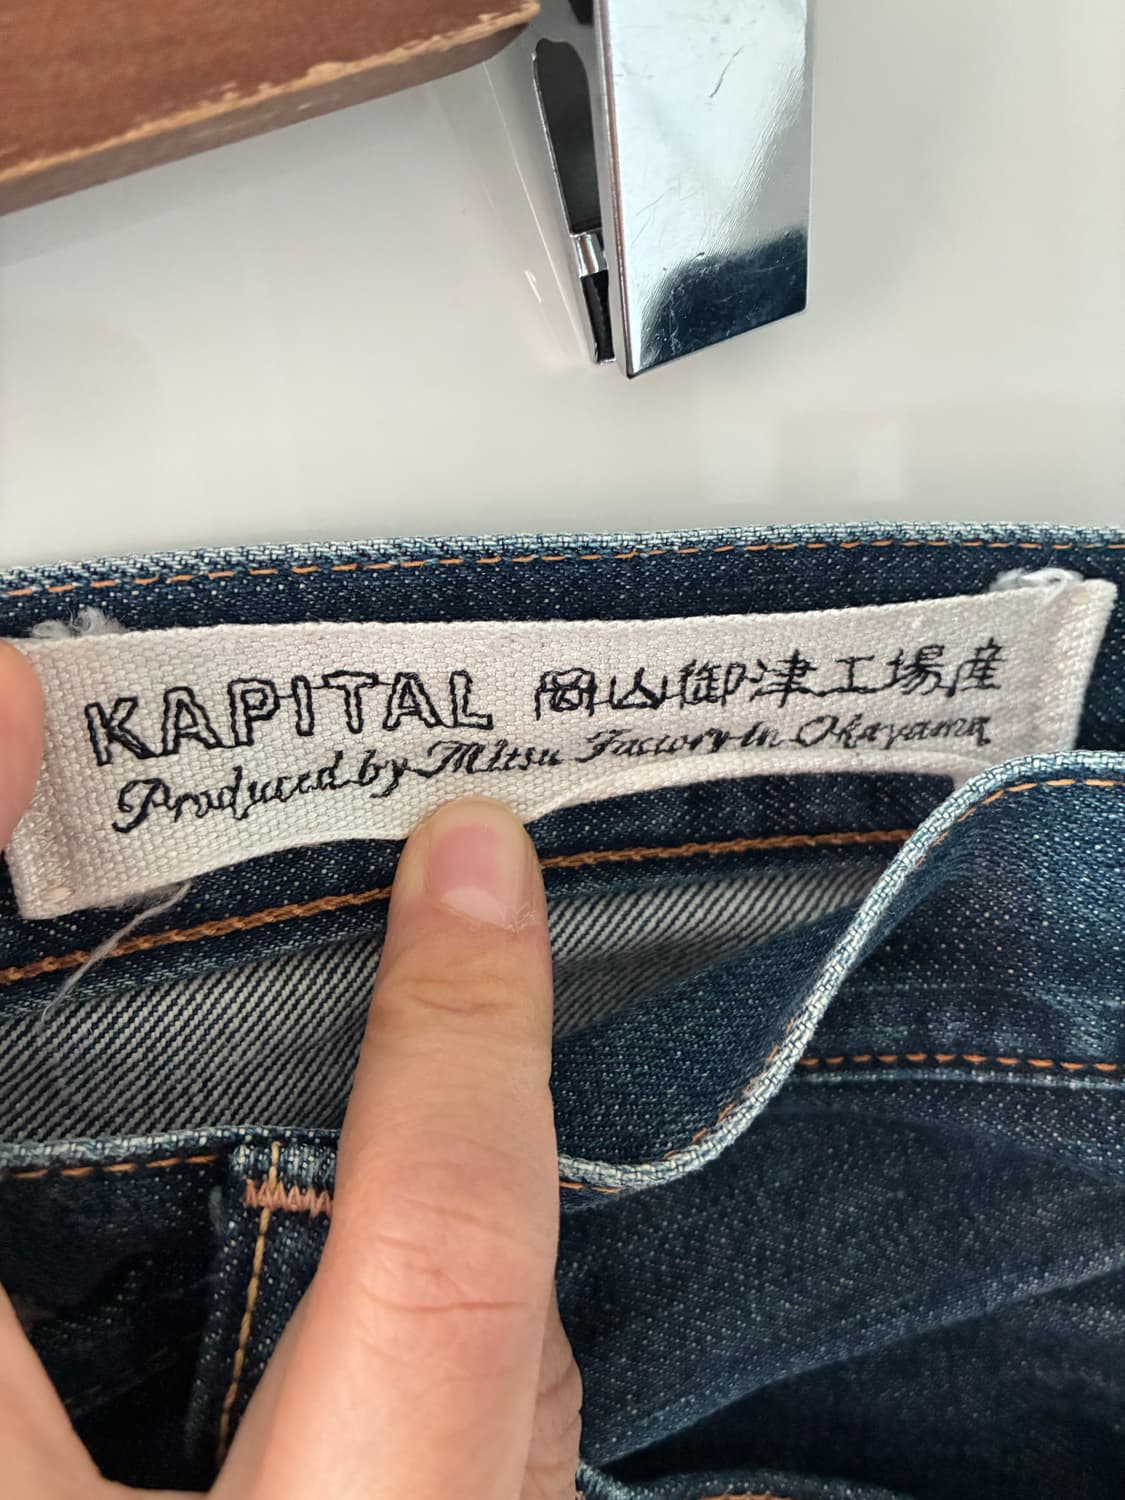 KAPITAL 岡山御津工場産
Produced by Mitsu Factory in Okayama